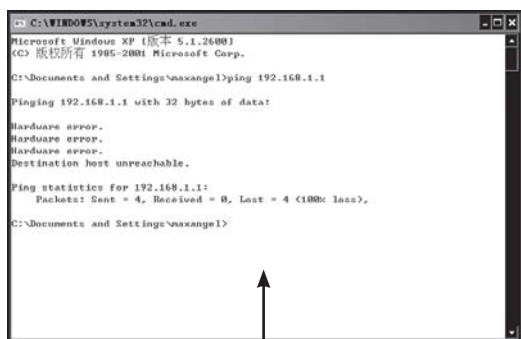 C:\WINDOWS\system32\cmd.exe
Microsoft Windows XP [版本 5.1.2600]
(C) 版权所有 1985-2001 Microsoft Corp.
C:\Documents and Settings\maxangel>ping 192.168.1.1
Pinging 192.168.1.1 with 32 bytes of data:
Hardware error.
Hardware error.
Hardware error.
Destination host unreachable.
Ping statistics for 192.168.1.1:
Packets: Sent = 4, Received = 0, Lost = 4 (100% loss),
C:\Documents and Settings\maxangel>